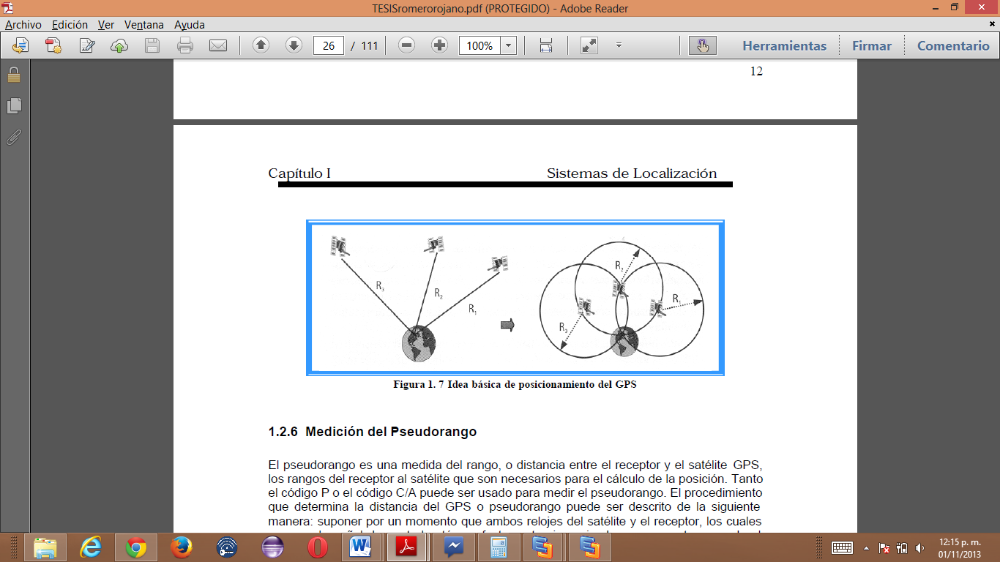 TESISromerorojano.pdf (PROTEGIDO) - Adobe Reader
Archivo Edición Ver Ventana Ayuda
26 / 111 100% Herramientas Firmar Comentario
12
Capítulo I Sistemas de Localización
R3 R2 R1
R2 R1 R3
Figura 1. 7 Idea básica de posicionamiento del GPS
1.2.6 Medición del Pseudorango
El pseudorango es una medida del rango, o distancia entre el receptor y el satélite GPS,
los rangos del receptor al satélite que son necesarios para el cálculo de la posición. Tanto
el código P o el código C/A puede ser usado para medir el pseudorango. El procedimiento
que determina la distancia del GPS o pseudorango puede ser descrito de la siguiente
manera: suponer por un momento que ambos relojes del satélite y el receptor, los cuales
12:15 p. m.
01/11/2013